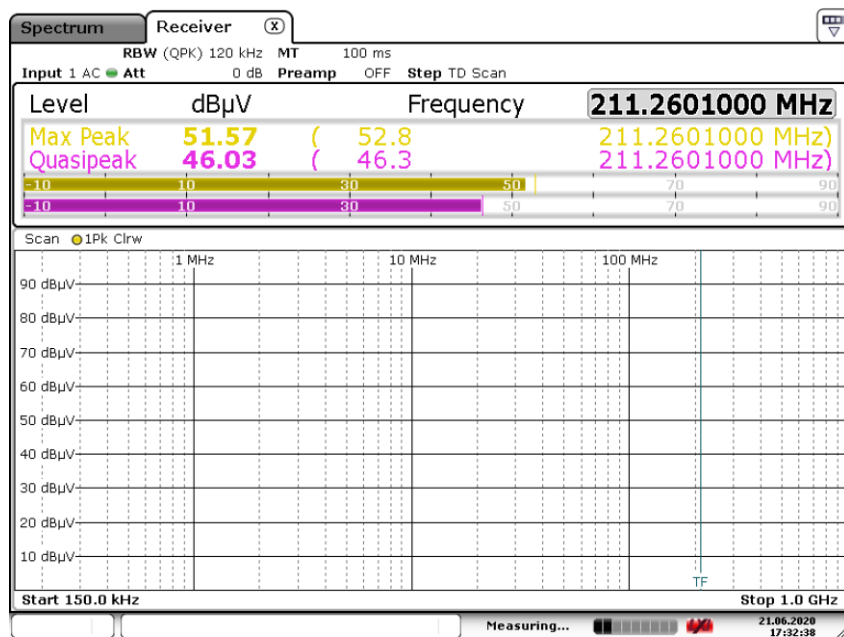 Spectrum Receiver X
RBW (QPK) 120 kHz MT 100 ms
Input 1 AC Att 0 dB Preamp OFF Step TD Scan
Level dBµV Frequency 211.2601000 MHz
Max Peak 51.57 ( 52.8 211.2601000 MHz)
Quasipeak 46.03 ( 46.3 211.2601000 MHz)
-10 10 30 50 70 90
-10 10 30 50 70 90
Scan 1Pk Clrw
1 MHz 10 MHz 100 MHz
90 dBµV
80 dBµV
70 dBµV
60 dBµV
50 dBµV
40 dBµV
30 dBµV
20 dBµV
10 dBµV
TF
Start 150.0 kHz Stop 1.0 GHz
Measuring... 21.06.2020
17:32:38